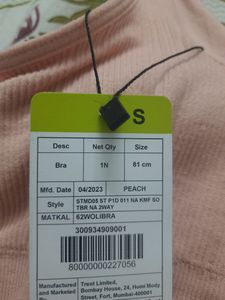 S
Desc Net Qty Size
Bra 1N 81 cm
Mfd. Date 04/2023 PEACH
Style STMD05 ST P1D 011 NA KMF SO
TBR NA 2WAY
MATKAL 62WOLIBRA
300934909001
80000000227056
Manufactured Trent Limited,
and Marketed Bombay House, 24, Homi Mody
Street, Fort, Mumbai-400001